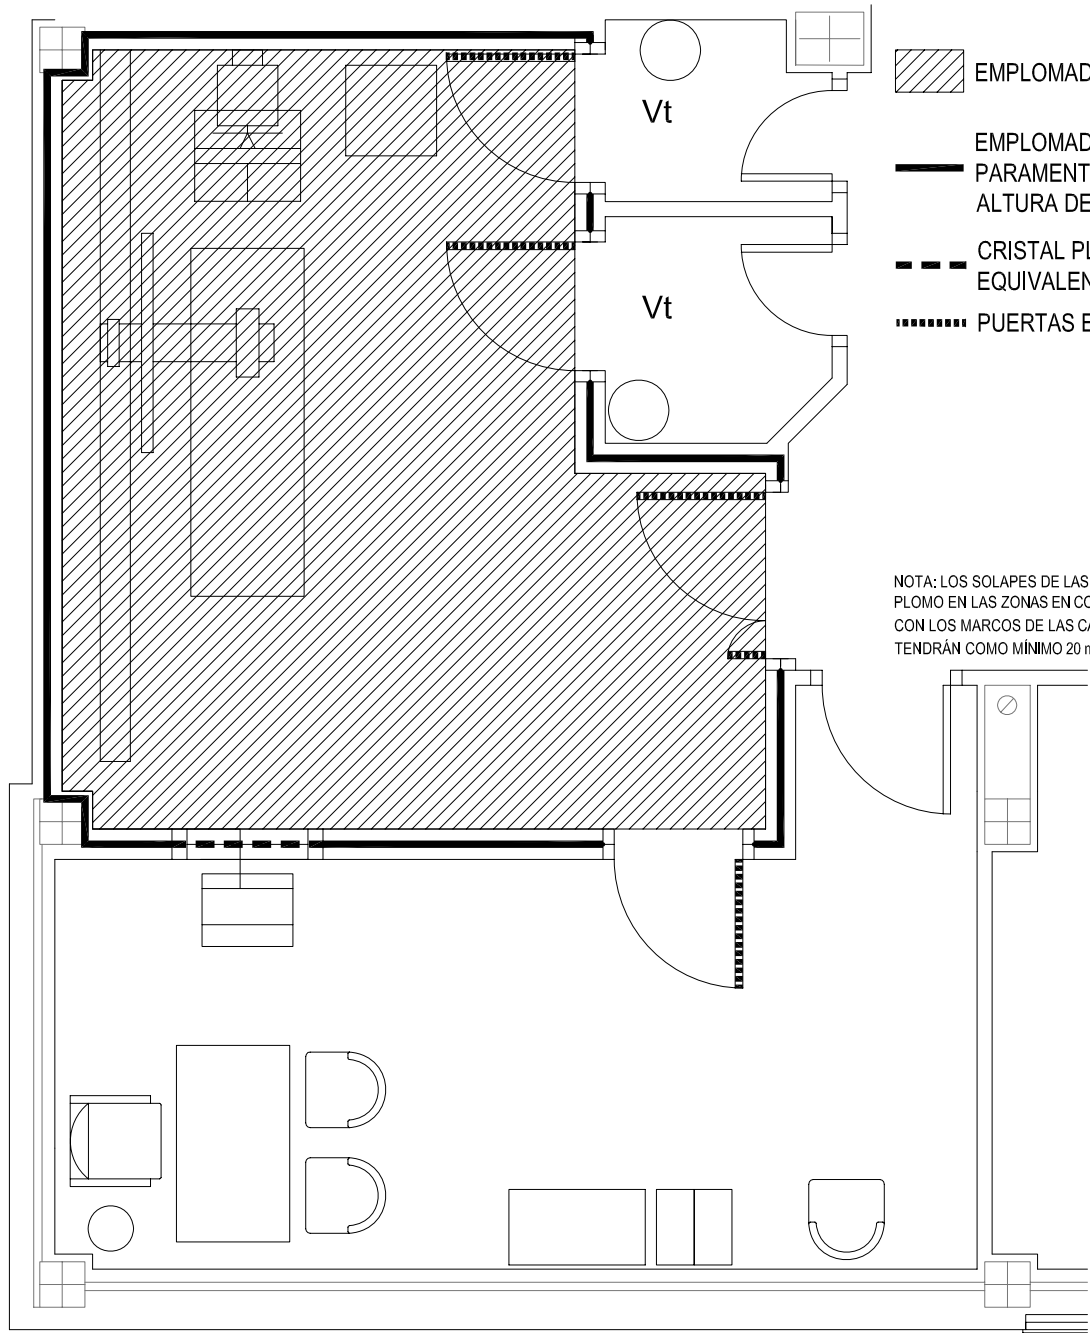 Vt
Vt
EMPLOMAD
EMPLOMAD
PARAMENT
ALTURA DE
CRISTAL PL
EQUIVALEN
PUERTAS E
NOTA: LOS SOLAPES DE LAS
PLOMO EN LAS ZONAS EN CO
CON LOS MARCOS DE LAS CA
TENDRÁN COMO MÍNIMO 20 m